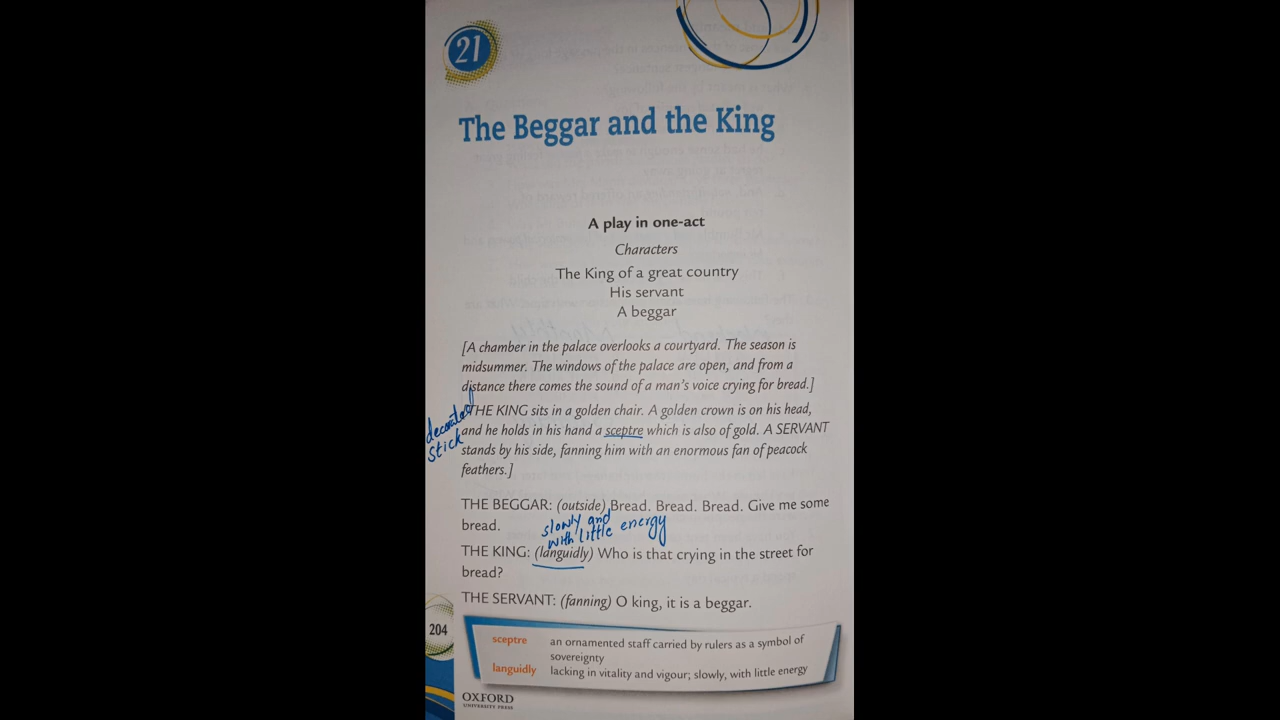 21
The Beggar and the King
A play in one-act
Characters
The King of a great country
His servant
A beggar
[A chamber in the palace overlooks a courtyard. The season is
midsummer. The windows of the palace are open, and from a
distance there comes the sound of a man's voice crying for bread.]
THE KING sits in a golden chair. A golden crown is on his head,
and he holds in his hand a sceptre which is also of gold. A SERVANT
stands by his side, fanning him with an enormous fan of peacock
feathers.]
decorated
stick
THE BEGGAR: (outside) Bread. Bread. Bread. Give me some
bread.
slowly and
with little energy
THE KING: (languidly) Who is that crying in the street for
bread?
THE SERVANT: (fanning) O king, it is a beggar.
204
sceptre an ornamented staff carried by rulers as a symbol of
sovereignty
languidly lacking in vitality and vigour; slowly, with little energy
OXFORD
UNIVERSITY PRESS